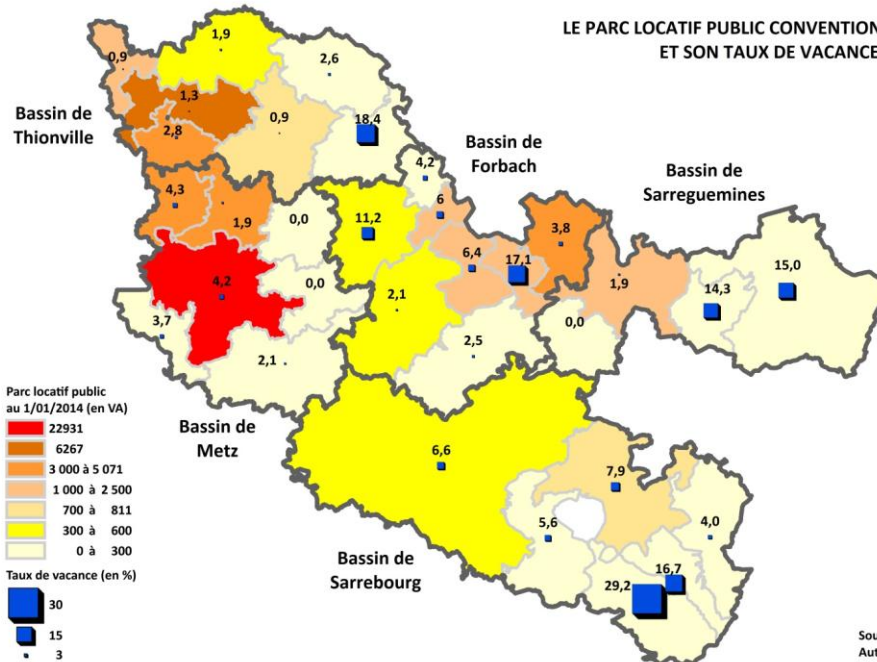 LE PARC LOCATIF PUBLIC CONVENTION
ET SON TAUX DE VACANCE
0,9
1,9
2,6
1,3
Bassin de
Thionville
2,8
0,9
18,4
Bassin de
Forbach
4,2
Bassin de
Sarreguemines
4,3
1,9
0,0
11,2
6
3,8
6,4
17,1
15,0
14,3
1,9
4,2
0,0
2,1
0,0
3,7
2,1
2,5
Parc locatif public
au 1/01/2014 (en VA)
22931
6267
3 000 à 5 071
1 000 à 2 500
700 à 811
300 à 600
0 à 300
Bassin de
Metz
6,6
7,9
5,6
4,0
Bassin de
Sarrebourg
16,7
29,2
Taux de vacance (en %)
30
15
3
Sou
Aut